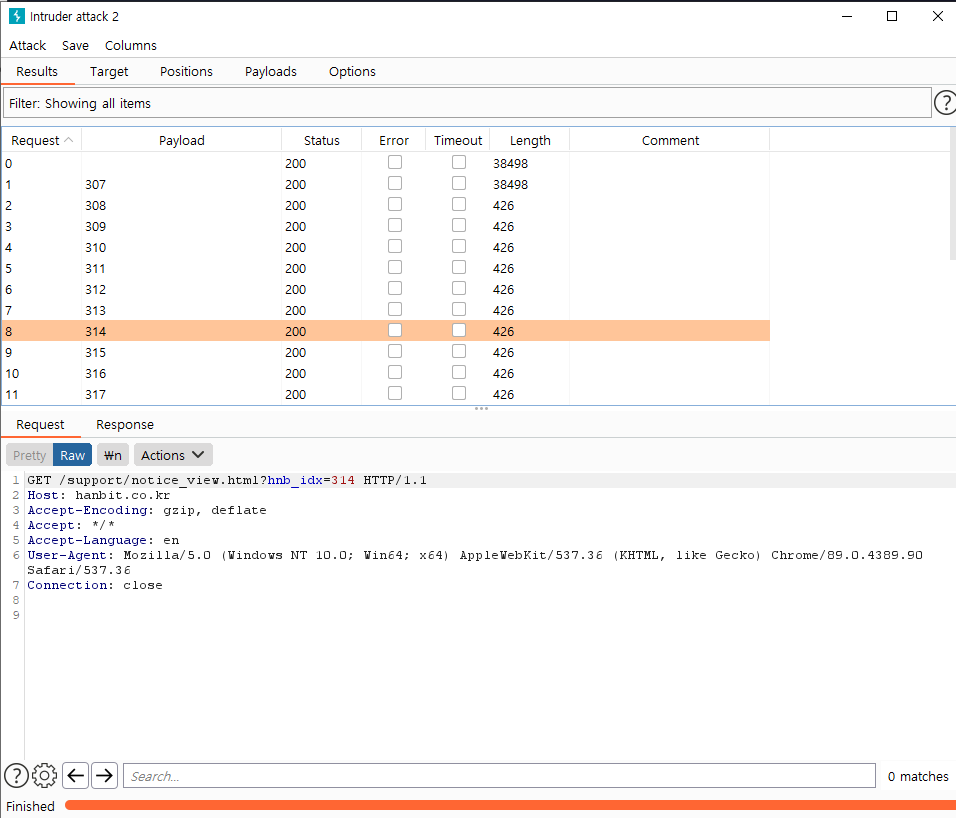 Intruder attack 2
Attack Save Columns
Results Target Positions Payloads Options
Filter: Showing all items
?
Request Payload Status Error Timeout Length Comment
0 200 38498
1 307 200 38498
2 308 200 426
3 309 200 426
4 310 200 426
5 311 200 426
6 312 200 426
7 313 200 426
8 314 200 426
9 315 200 426
10 316 200 426
11 317 200 426
Request Response
Pretty Raw ₩n Actions
1 GET /support/notice_view.html?hnb_idx=314 HTTP/1.1
2 Host: hanbit.co.kr
3 Accept-Encoding: gzip, deflate
4 Accept: */*
5 Accept-Language: en
6 User-Agent: Mozilla/5.0 (Windows NT 10.0; Win64; x64) AppleWebKit/537.36 (KHTML, like Gecko) Chrome/89.0.4389.90
Safari/537.36
7 Connection: close
8
9
? Search... 0 matches
Finished